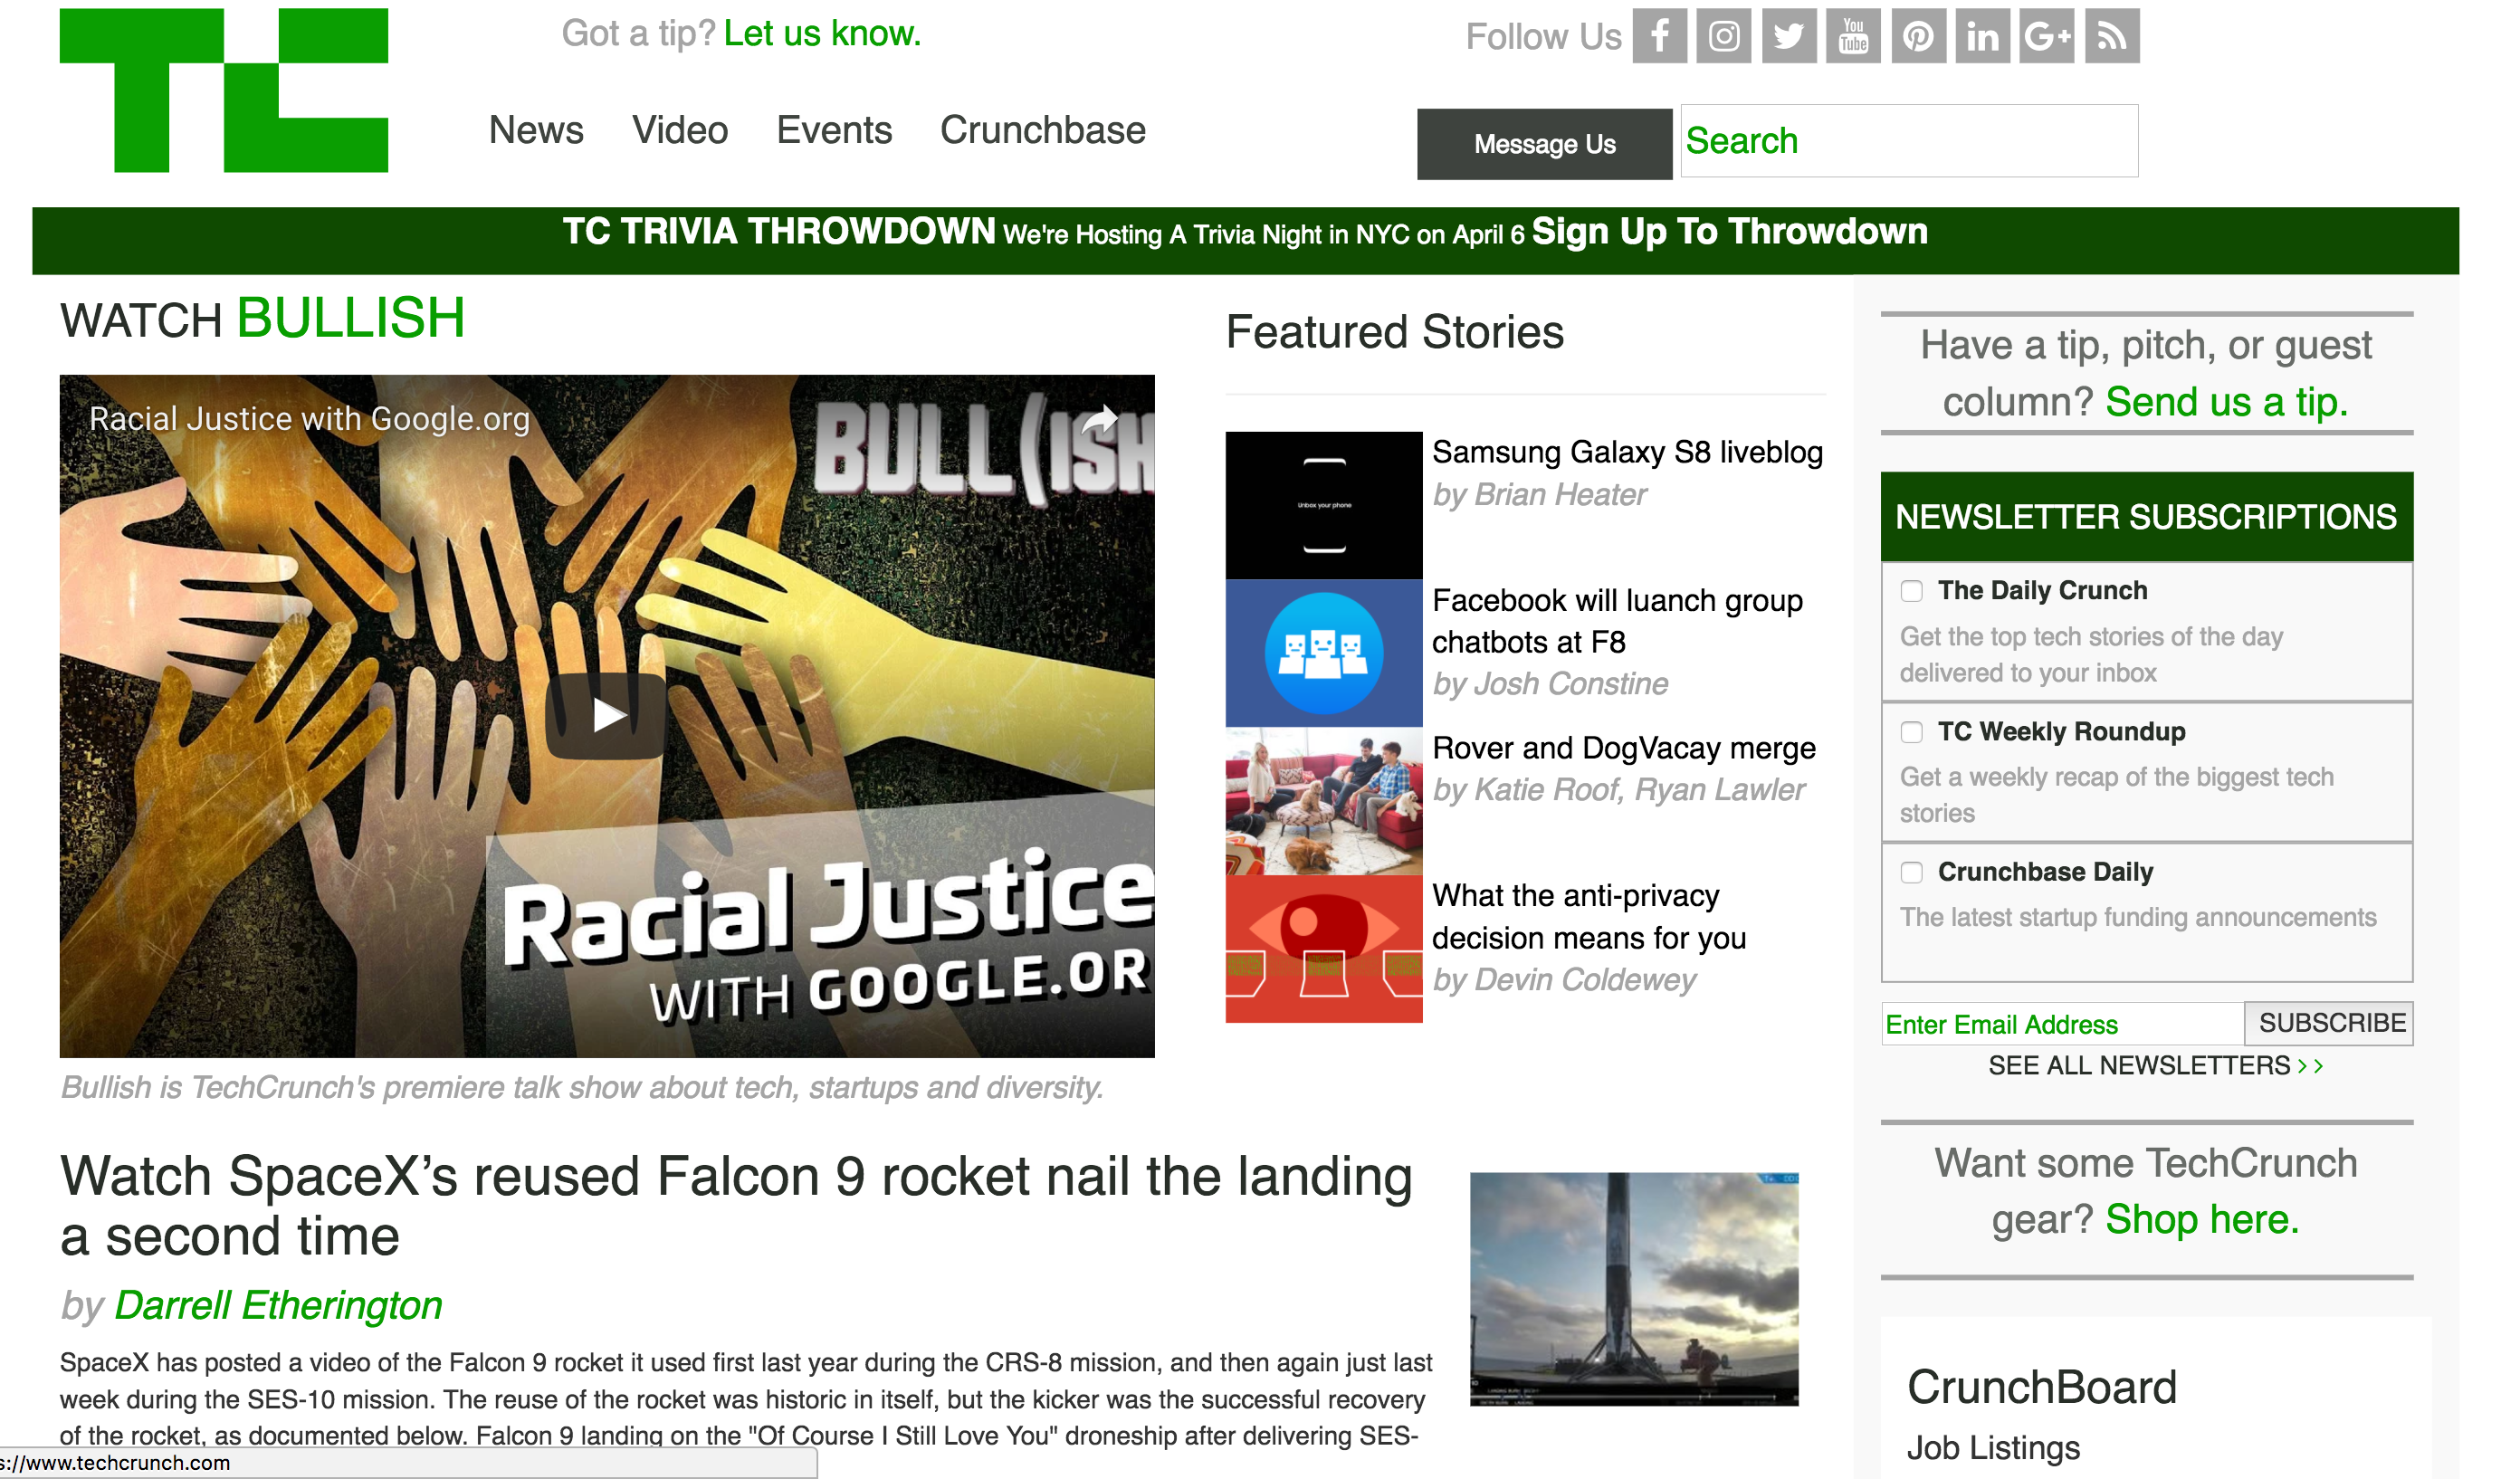 TC
Got a tip? Let us know.
Follow Us
You
Tube
in
G+
News Video Events Crunchbase
Message Us
Search
TC TRIVIA THROWDOWN We're Hosting A Trivia Night in NYC on April 6 Sign Up To Throwdown
WATCH BULLISH
Racial Justice with Google.org
BULL(ISH
Racial Justice
WITH GOOGLE.OR
Bullish is TechCrunch's premiere talk show about tech, startups and diversity.
Featured Stories
Unbox your phone
Samsung Galaxy S8 liveblog
by Brian Heater
Facebook will luanch group
chatbots at F8
by Josh Constine
Rover and DogVacay merge
by Katie Roof, Ryan Lawler
What the anti-privacy
decision means for you
by Devin Coldewey
Have a tip, pitch, or guest
column? Send us a tip.
NEWSLETTER SUBSCRIPTIONS
The Daily Crunch
Get the top tech stories of the day
delivered to your inbox
TC Weekly Roundup
Get a weekly recap of the biggest tech
stories
Crunchbase Daily
The latest startup funding announcements
Enter Email Address
SUBSCRIBE
SEE ALL NEWSLETTERS >>
Want some TechCrunch
gear? Shop here.
CrunchBoard
Job Listings
Watch SpaceX’s reused Falcon 9 rocket nail the landing
a second time
by Darrell Etherington
SpaceX has posted a video of the Falcon 9 rocket it used first last year during the CRS-8 mission, and then again just last
week during the SES-10 mission. The reuse of the rocket was historic in itself, but the kicker was the successful recovery
of the rocket, as documented below. Falcon 9 landing on the "Of Course I Still Love You" droneship after delivering SES-
s://www.techcrunch.com